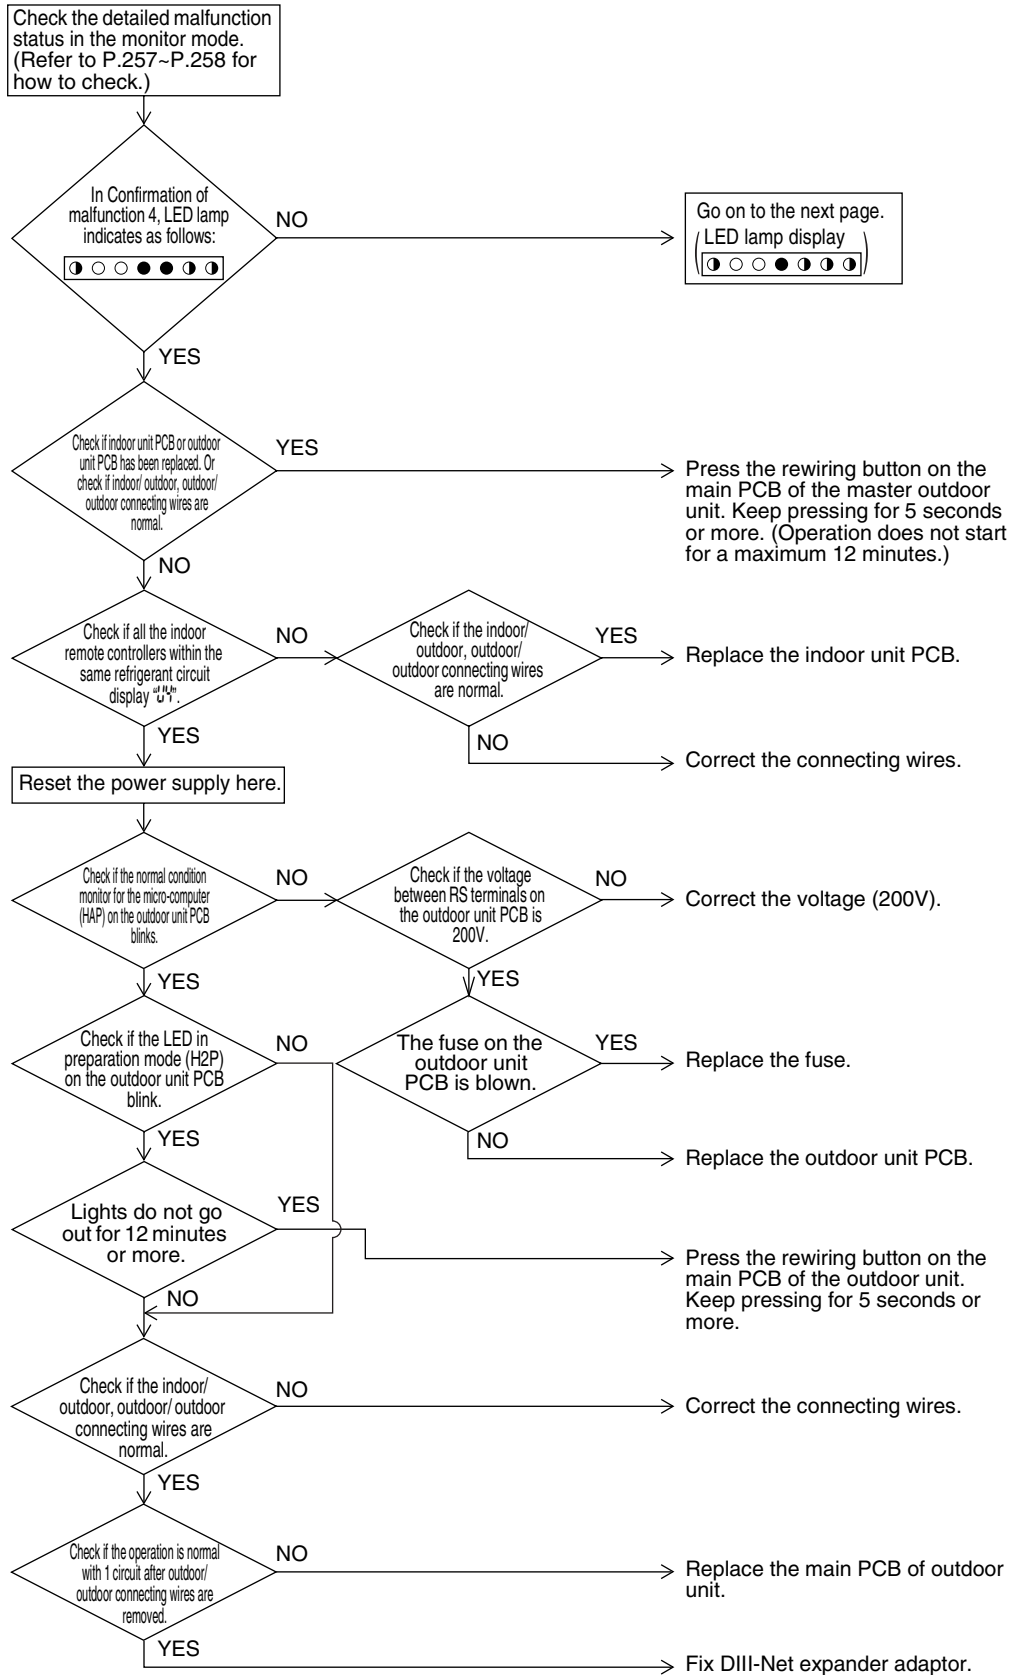 Check the detailed malfunction
status in the monitor mode.
(Refer to P.257~P.258 for
how to check.)
In Confirmation of
malfunction 4, LED lamp
indicates as follows:
NO
Go on to the next page.
LED lamp display
YES
Check if indoor unit PCB or outdoor
unit PCB has been replaced. Or
check if indoor/ outdoor, outdoor/
outdoor connecting wires are
normal.
YES
Press the rewiring button on the
main PCB of the master outdoor
unit. Keep pressing for 5 seconds
or more. (Operation does not start
for a maximum 12 minutes.)
NO
Check if all the indoor
remote controllers within the
same refrigerant circuit
display "U4".
NO
Check if the indoor/
outdoor, outdoor/
outdoor connecting wires
are normal.
YES
Replace the indoor unit PCB.
YES
NO
Correct the connecting wires.
Reset the power supply here.
Check if the normal condition
monitor for the micro-computer
(HAP) on the outdoor unit PCB
blinks.
NO
Check if the voltage
between RS terminals on
the outdoor unit PCB is
200V.
NO
Correct the voltage (200V).
YES
YES
Check if the LED in
preparation mode (H2P)
on the outdoor unit PCB
blink.
NO
The fuse on the
outdoor unit
PCB is blown.
YES
Replace the fuse.
YES
NO
Replace the outdoor unit PCB.
Lights do not go
out for 12 minutes
or more.
YES
Press the rewiring button on the
main PCB of the outdoor unit.
Keep pressing for 5 seconds or
more.
NO
Check if the indoor/
outdoor, outdoor/ outdoor
connecting wires are
normal.
NO
Correct the connecting wires.
YES
Check if the operation is normal
with 1 circuit after outdoor/
outdoor connecting wires are
removed.
NO
Replace the main PCB of outdoor
unit.
YES
Fix DIII-Net expander adaptor.